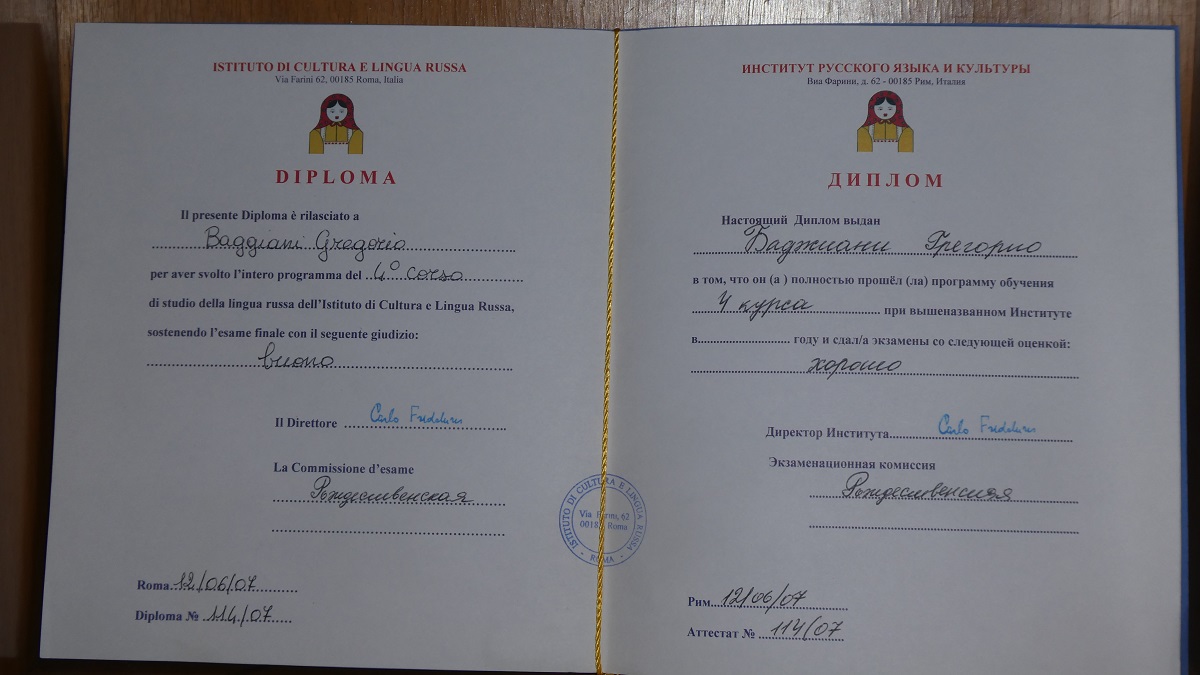 ISTITUTO DI CULTURA E LINGUA RUSSA
Via Farini 62, 00185 Roma, Italia
DIPLOMA
Il presente Diploma è rilasciato a
Baggiani Gregorio
per aver svolto l'intero programma del 4° corso
di studio della lingua russa dell'Istituto di Cultura e Lingua Russa,
sostenendo l'esame finale con il seguente giudizio:
buono
Il Direttore Carlo
La Commissione d'esame
Рождественская
Roma 12/06/07
Diploma № 114/07
ИНСТИТУТ РУССКОГО ЯЗЫКА И КУЛЬТУРЫ
Виа Фарини, д. 62 - 00185 Рим, Италия
ДИПЛОМ
Настоящий Диплом выдан
Баджиани Грегорио
в том, что он (а ) полностью прошёл (ла) программу обучения
4 курса при вышеназванном Институте
в.......................... году и сдал/а экзамены со следующей оценкой:
хорошо
Директор Института Carlo
Экзаменационная комиссия
Рождественская
Рим 12/06/07
Аттестат № 114/07
ISTITUTO DI CULTURA E LINGUA RUSSA
Via Farini, 62
00185 Roma
ROMA